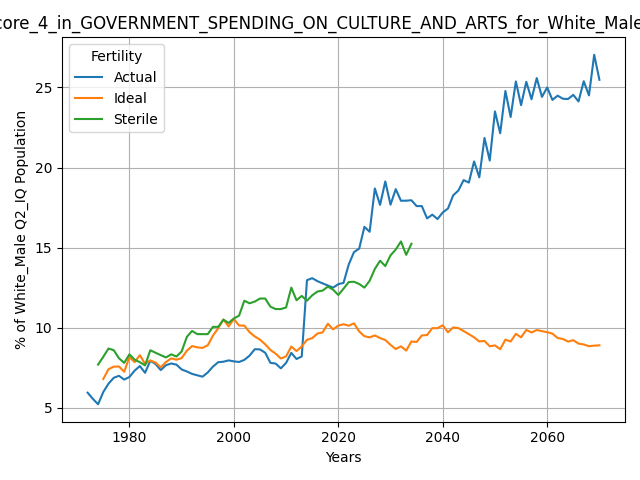 core_4_in_GOVERNMENT_SPENDING_ON_CULTURE_AND_ARTS_for_White_Male
Fertility
Actual
Ideal
Sterile
% of White_Male Q2_IQ Population
25
20
15
10
5
1980
2000
2020
2040
2060
Years